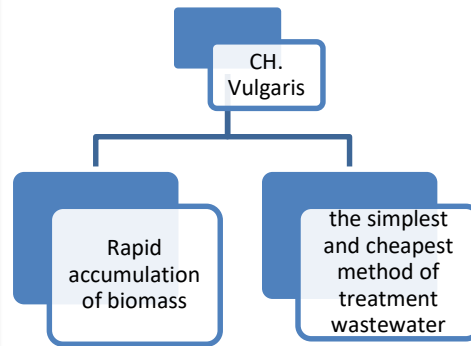 CH.
Vulgaris
Rapid
accumulation
of biomass
the simplest
and cheapest
method of
treatment
wastewater